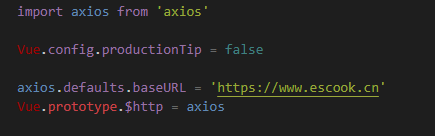 import axios from 'axios'
Vue.config.productionTip = false
axios.defaults.baseURL = 'https://www.escook.cn'
Vue.prototype.$http = axios